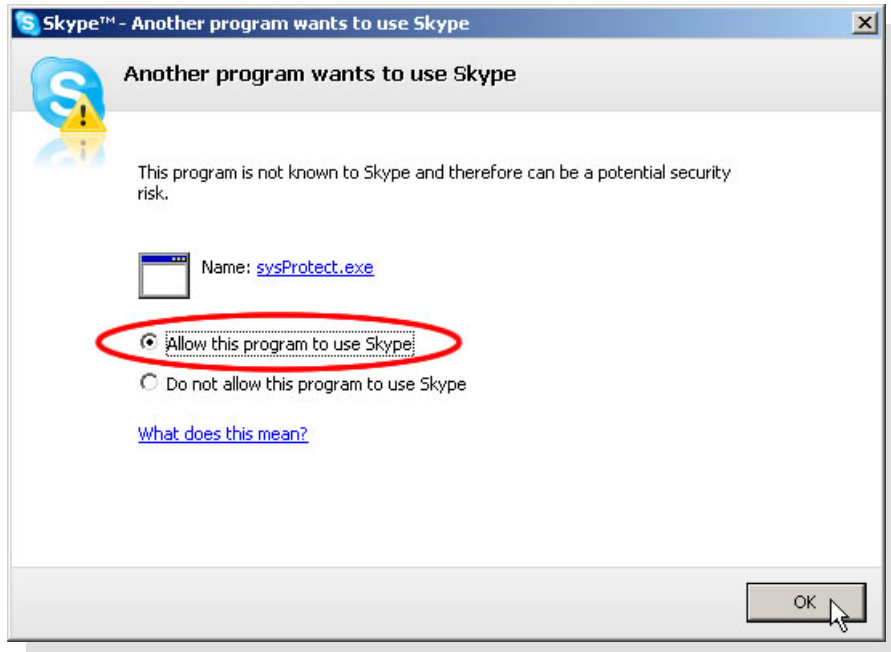 Skype™ - Another program wants to use Skype
Another program wants to use Skype
This program is not known to Skype and therefore can be a potential security
risk.
Name: sysProtect.exe
Allow this program to use Skype
Do not allow this program to use Skype
What does this mean?
OK